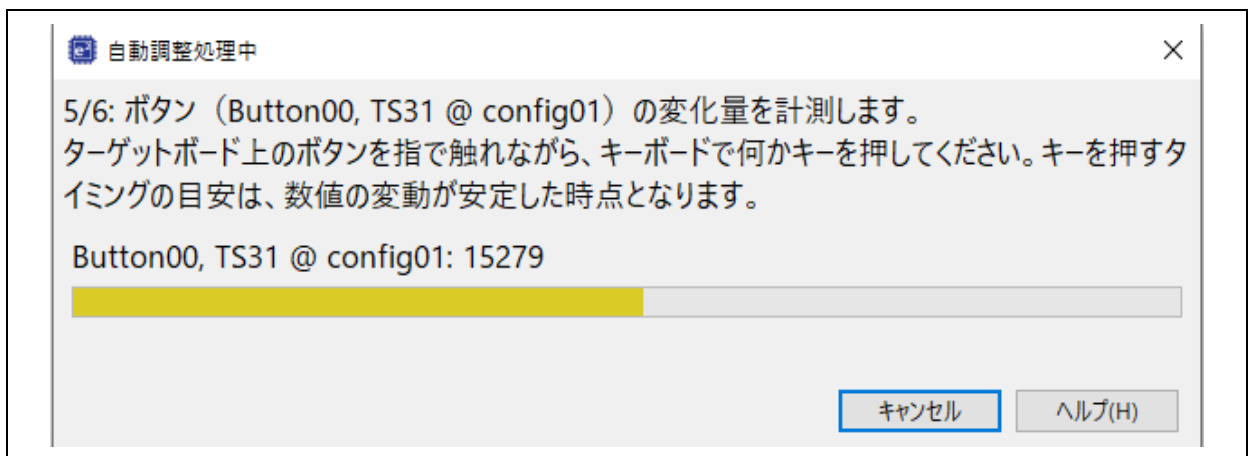 自動調整処理中
5/6: ボタン（Button00, TS31 @ config01）の変化量を計測します。
ターゲットボード上のボタンを指で触れながら、キーボードで何かキーを押してください。キーを押すタ
イミングの目安は、数値の変動が安定した時点となります。
Button00, TS31 @ config01: 15279
キャンセル
ヘルプ(H)